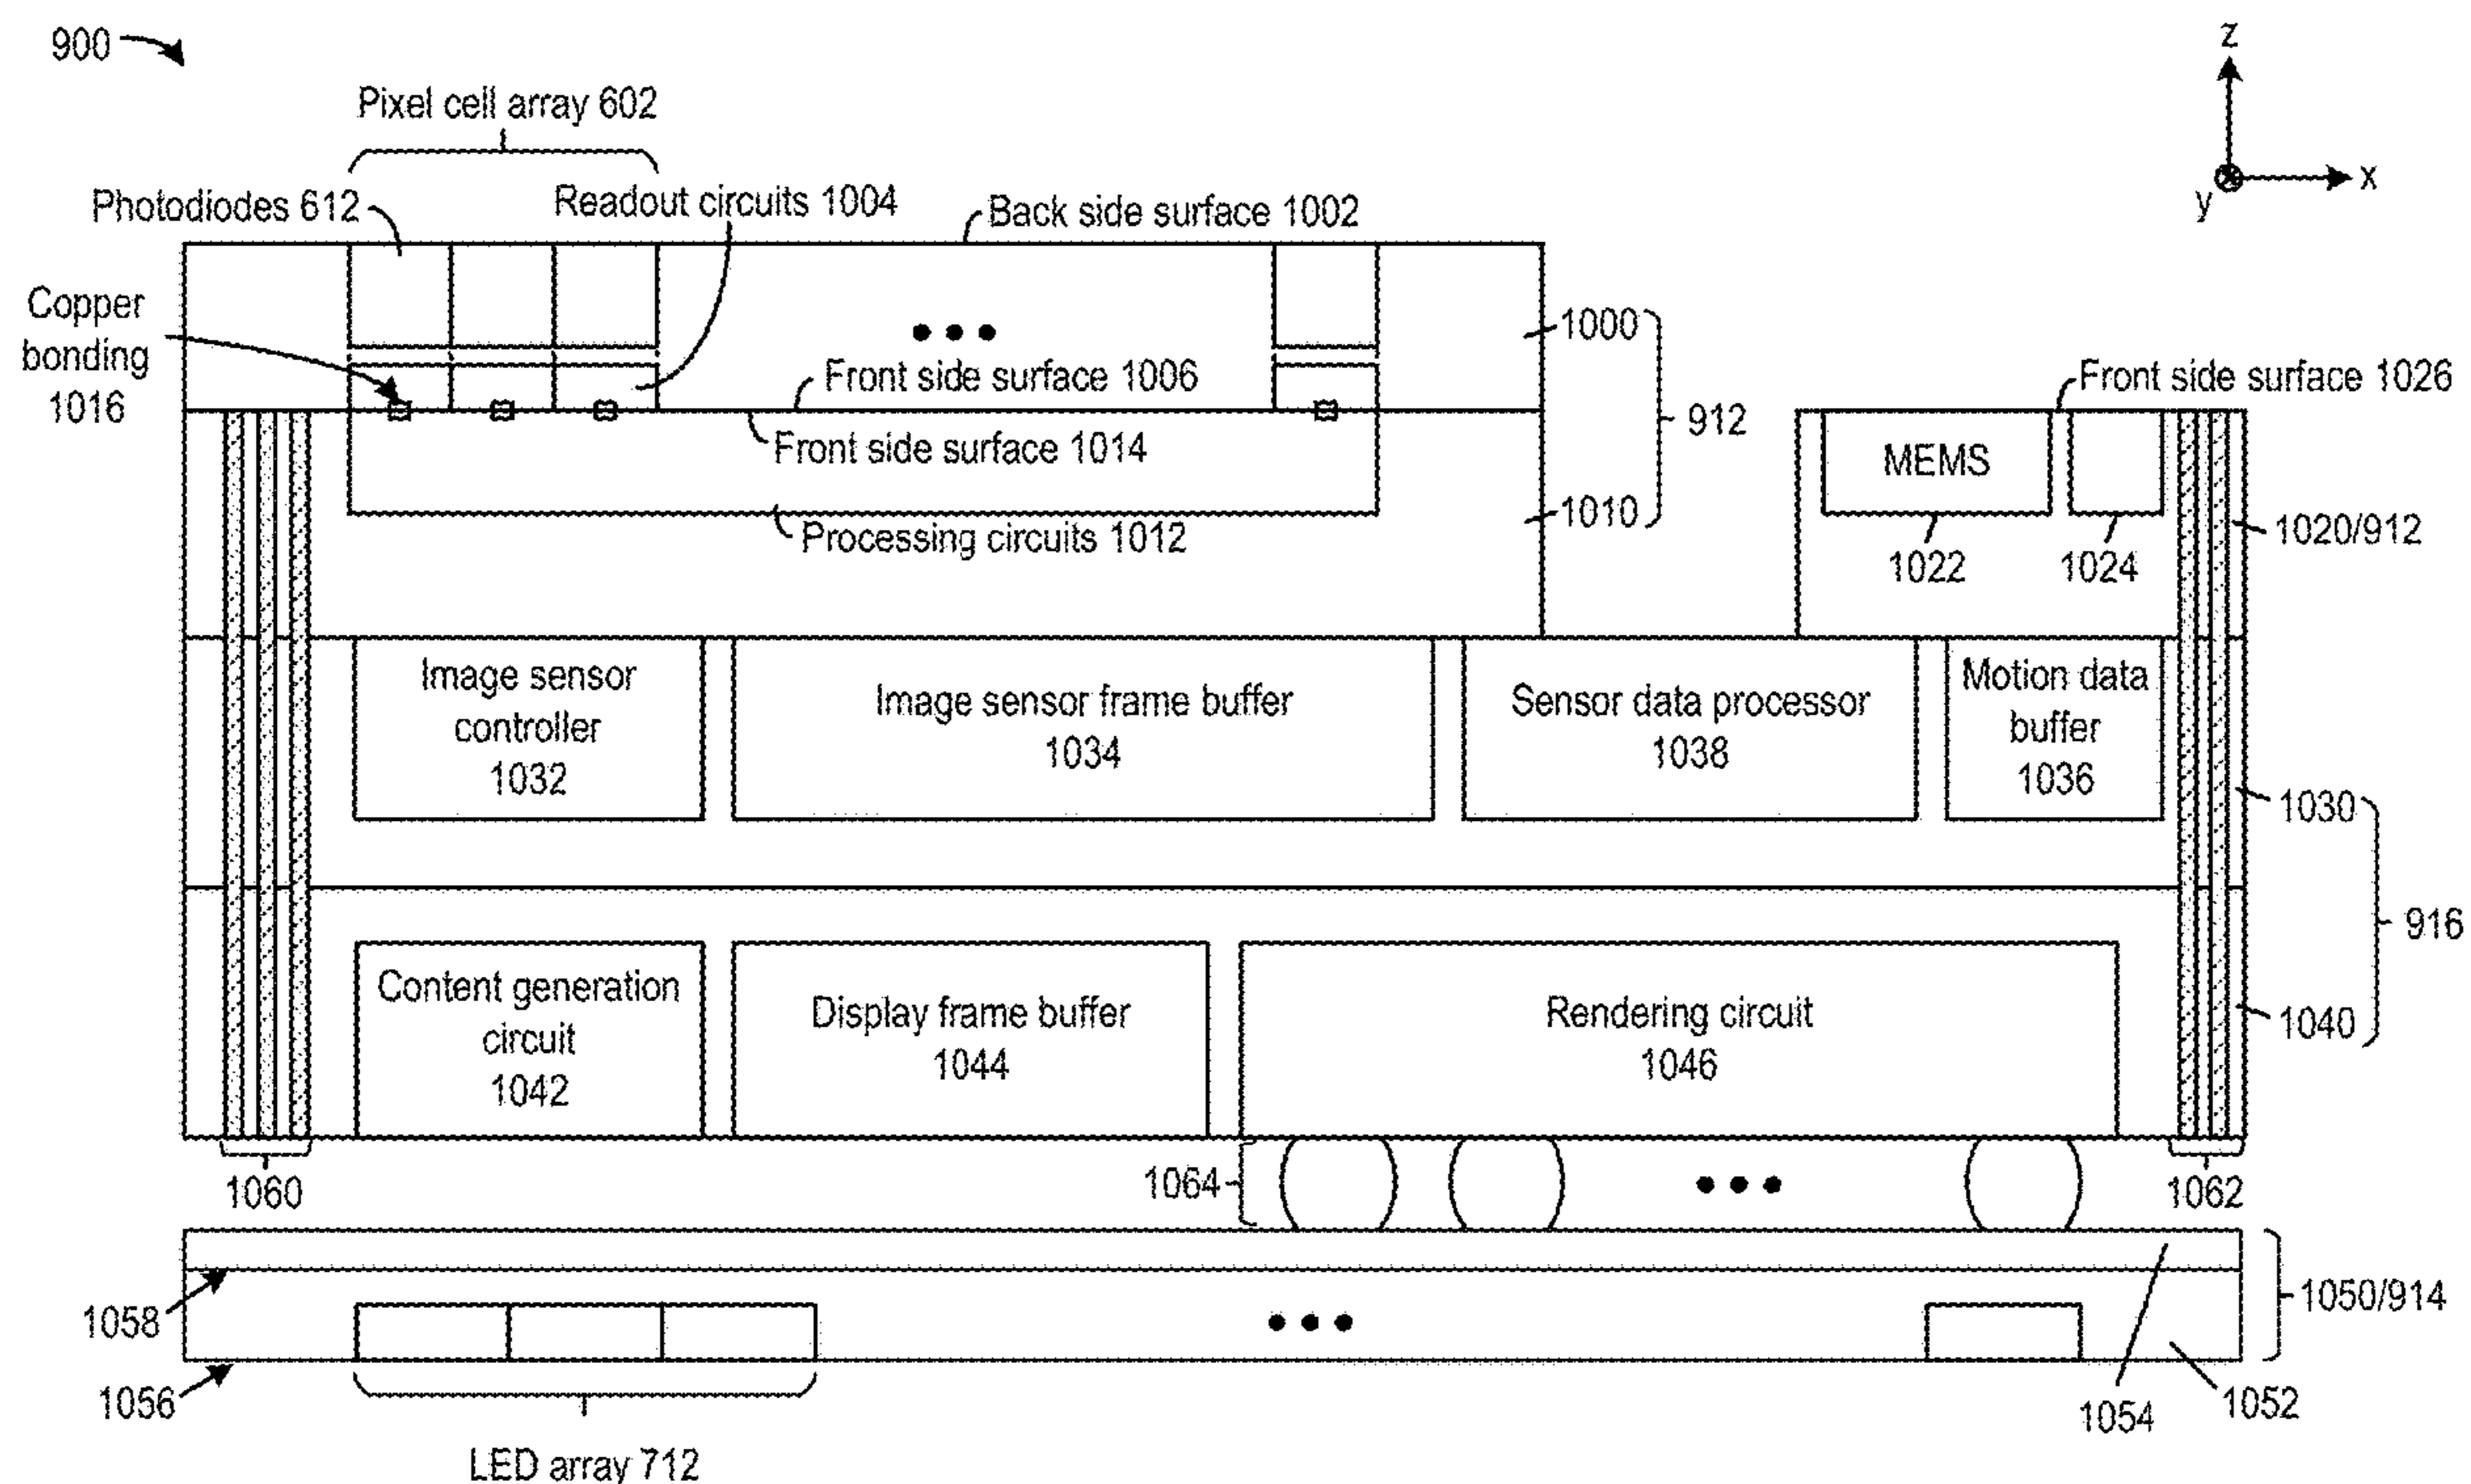 900
z
Pixel cell array 602
x
y
Photodiodes 612
Readout circuits 1004
Back side surface 1002
Copper
bonding
1016
1000
Front side surface 1006
Front side surface 1026
912
Front side surface 1014
MEMS
1010
1020/912
Processing circuits 1012
1022
1024
Image sensor
controller
1032
Image sensor frame buffer
1034
Sensor data processor
1038
Motion data
buffer
1036
1030
916
Content generation
circuit
1042
Display frame buffer
1044
Rendering circuit
1046
1040
1060
1064
1062
1058
1050/914
1056
1054
1052
LED array 712